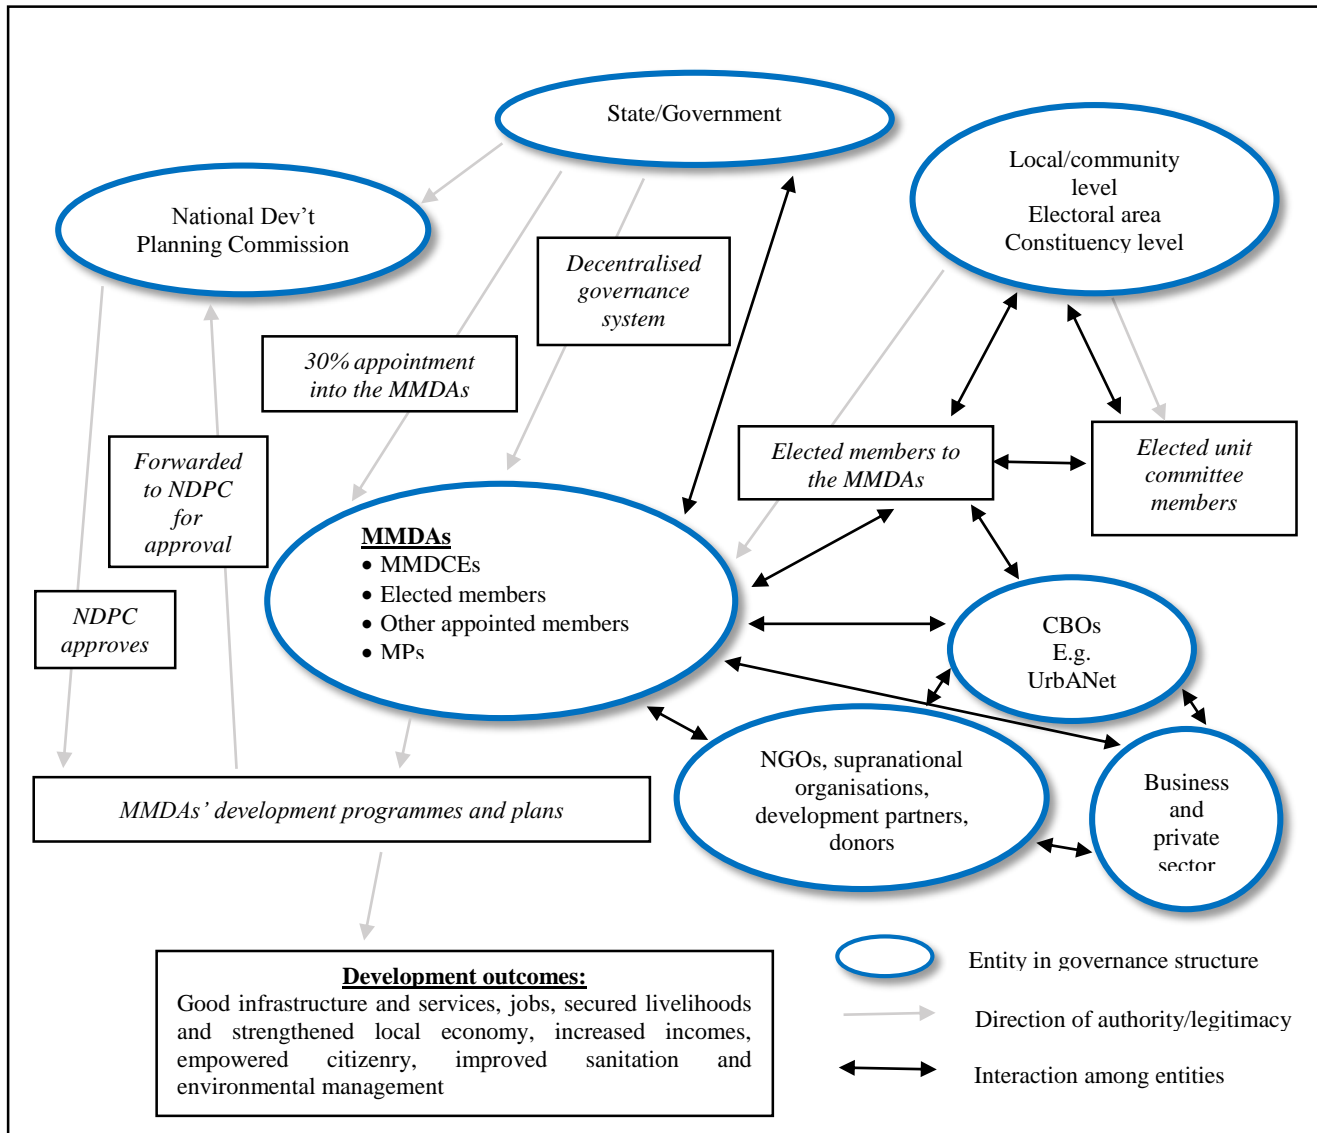 State/Government
Local/community
level
Electoral area
Constituency level
National Dev't
Planning Commission
Decentralised
governance
system
30% appointment
into the MMDAs
Forwarded
to NDPC
for
approval
NDPC
approves
Elected members to
the MMDAs
Elected unit
committee
members
MMDAs
• MMDCEs
• Elected members
• Other appointed members
• MPs
CBOs
E.g.
UrbANet
NGOs, supranational
organisations,
development partners,
donors
Business
and
private
sector
MMDAs' development programmes and plans
Development outcomes:
Good infrastructure and services, jobs, secured livelihoods
and strengthened local economy, increased incomes,
empowered citizenry, improved sanitation and
environmental management
Entity in governance structure
Direction of authority/legitimacy
Interaction among entities